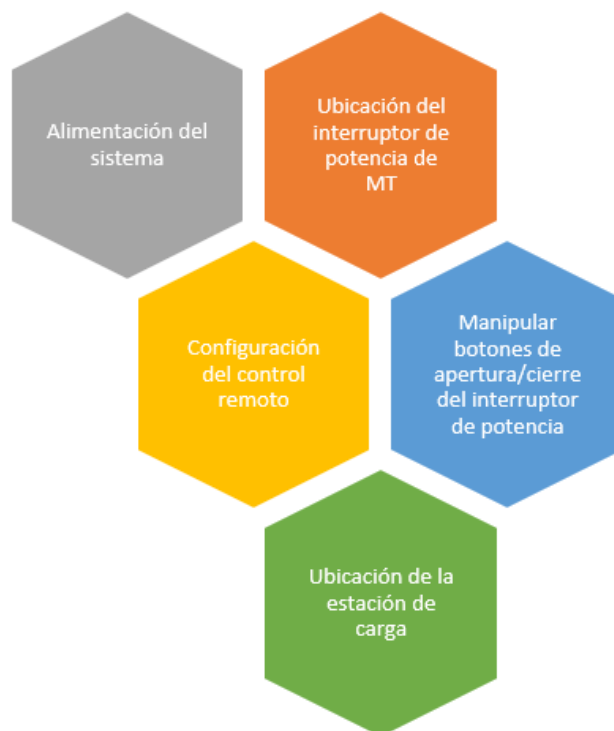 Alimentación del
sistema
Ubicación del
interruptor de
potencia de
MT
Configuración
del control
remoto
Manipular
botones de
apertura/cierre
del interruptor
de potencia
Ubicación de la
estación de
carga